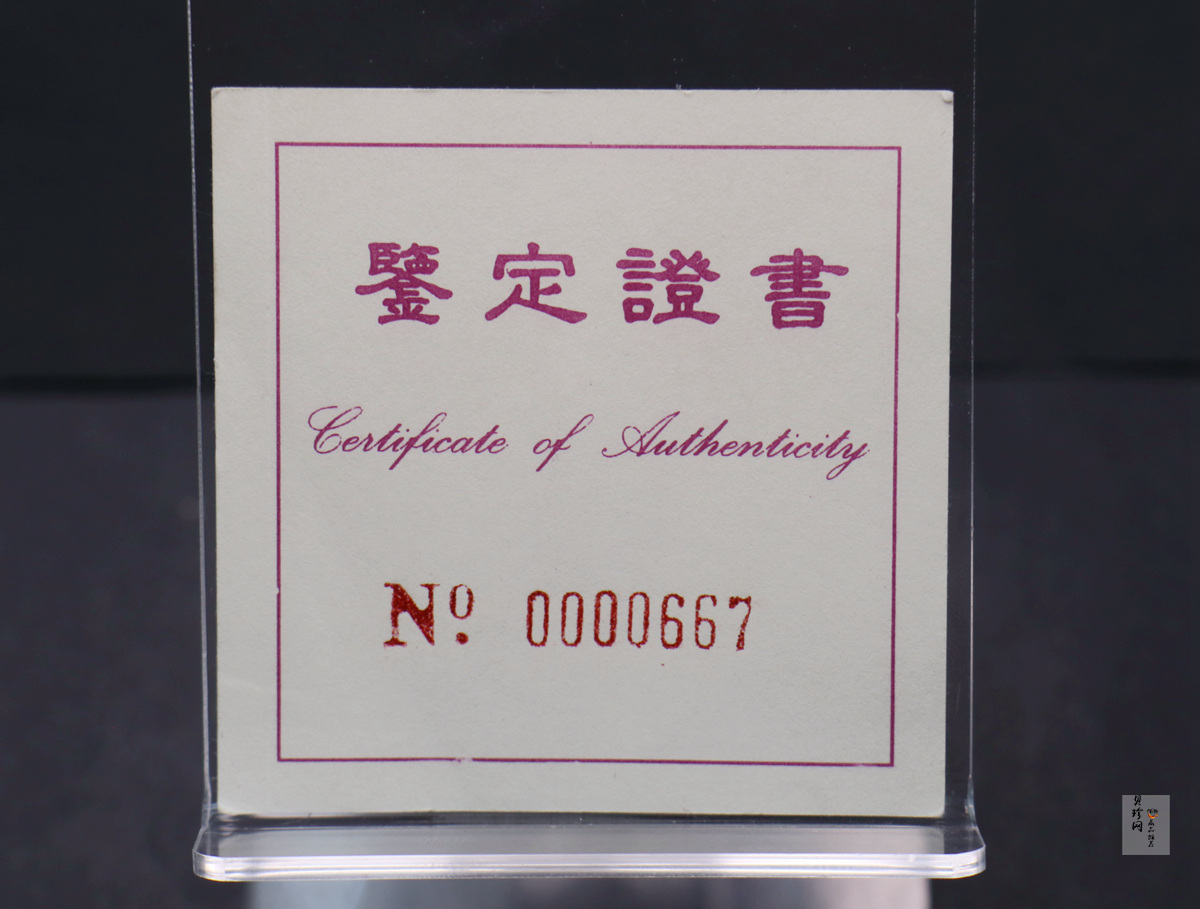 鑒定證書
Certificate of Authenticity
Nº. 0000667